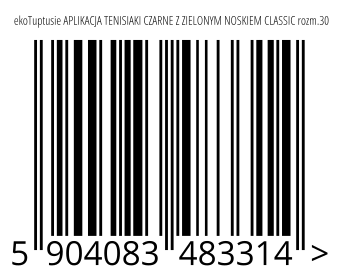 ekoTuptusie APLIKACJA TENISIAKI CZARNE Z ZIELONYM NOSKIEM CLASSIC rozm.30
5 904083 483314 >